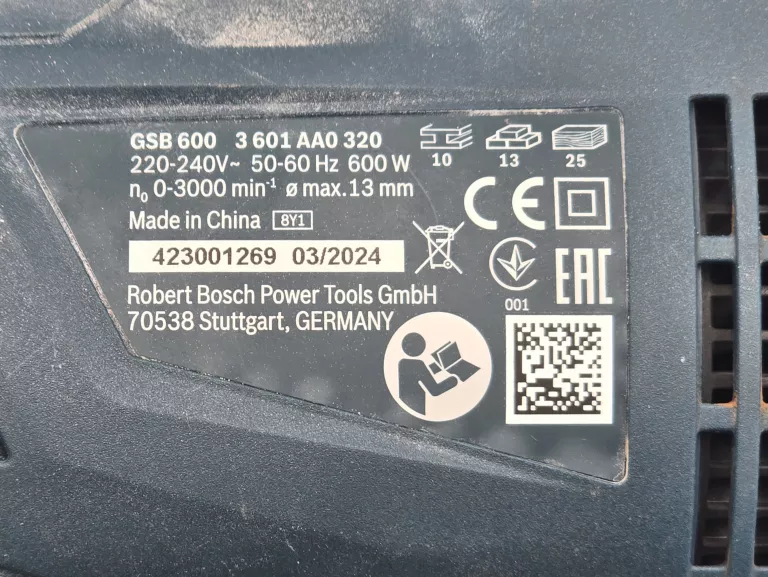 GSB 600 3 601 AA0 320
220-240V~ 50-60 Hz 600 W
n₀ 0-3000 min⁻¹ ø max. 13 mm
Made in China 8Y1
423001269 03/2024
Robert Bosch Power Tools GmbH
70538 Stuttgart, GERMANY
10 13 25
CE
001
EAC